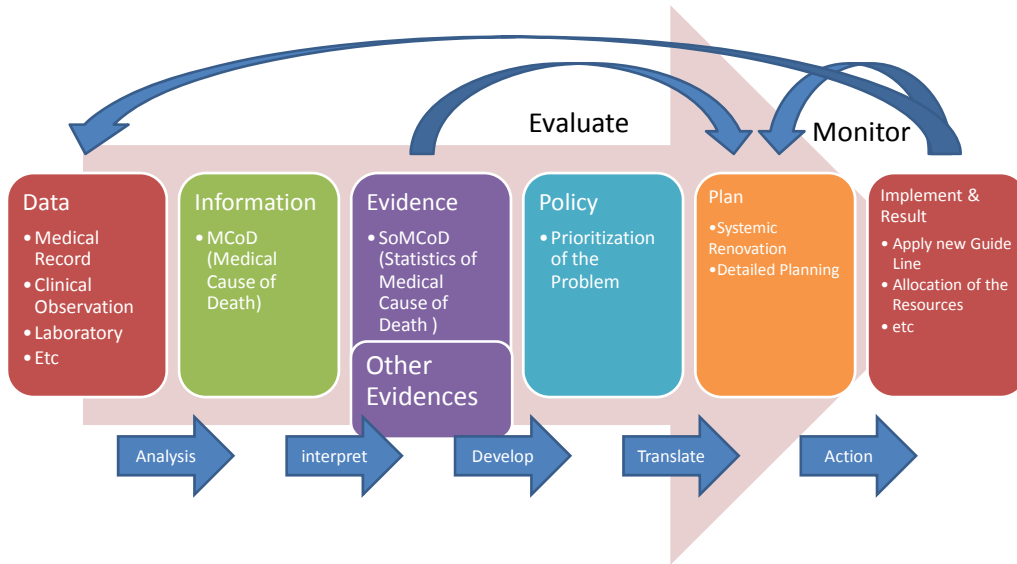 Evaluate
Monitor
Data
• Medical
Record
• Clinical
Observation
• Laboratory
• Etc
Information
• MCoD
(Medical
Cause of
Death)
Evidence
• SoMCoD
(Statistics of
Medical
Cause of
Death )
Other
Evidences
Policy
• Prioritization
of the
Problem
Plan
•Systemic
Renovation
•Detailed Planning
Implement &
Result
• Apply new Guide
Line
• Allocation of the
Resources
• etc
Analysis
interpret
Develop
Translate
Action